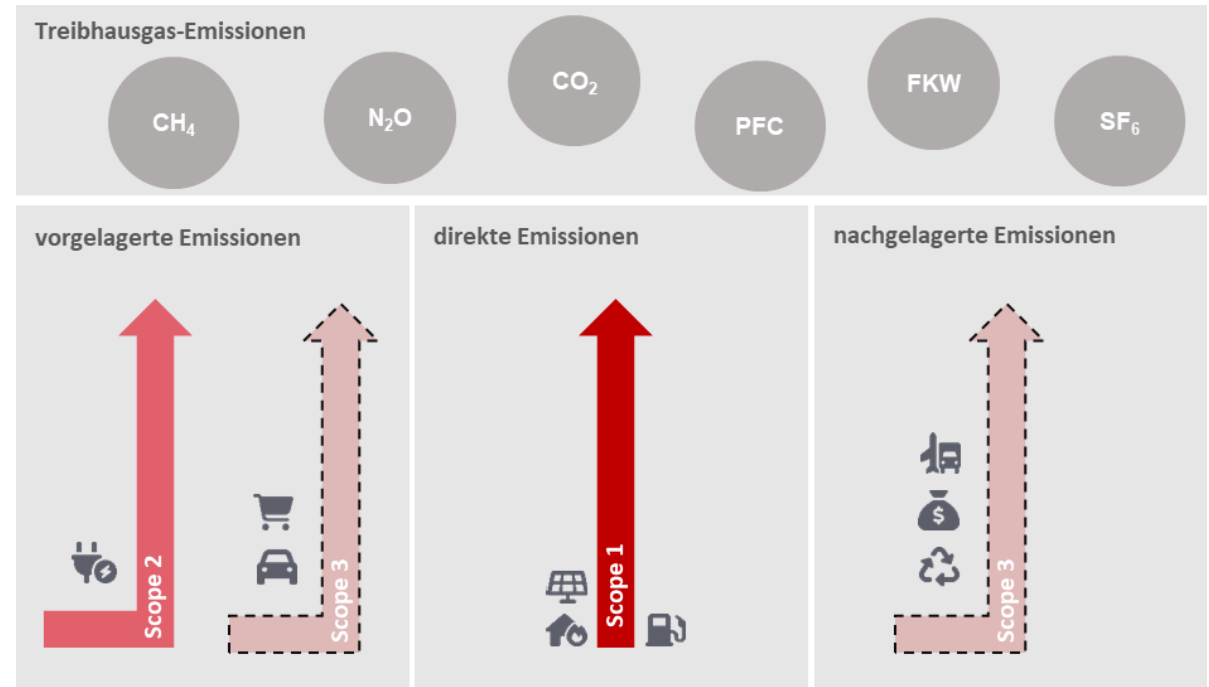 Treibhausgas-Emissionen
CH₄
N₂O
CO₂
PFC
FKW
SF₆
vorgelagerte Emissionen
direkte Emissionen
nachgelagerte Emissionen
Scope 2
Scope 3
Scope 1
Scope 3
$